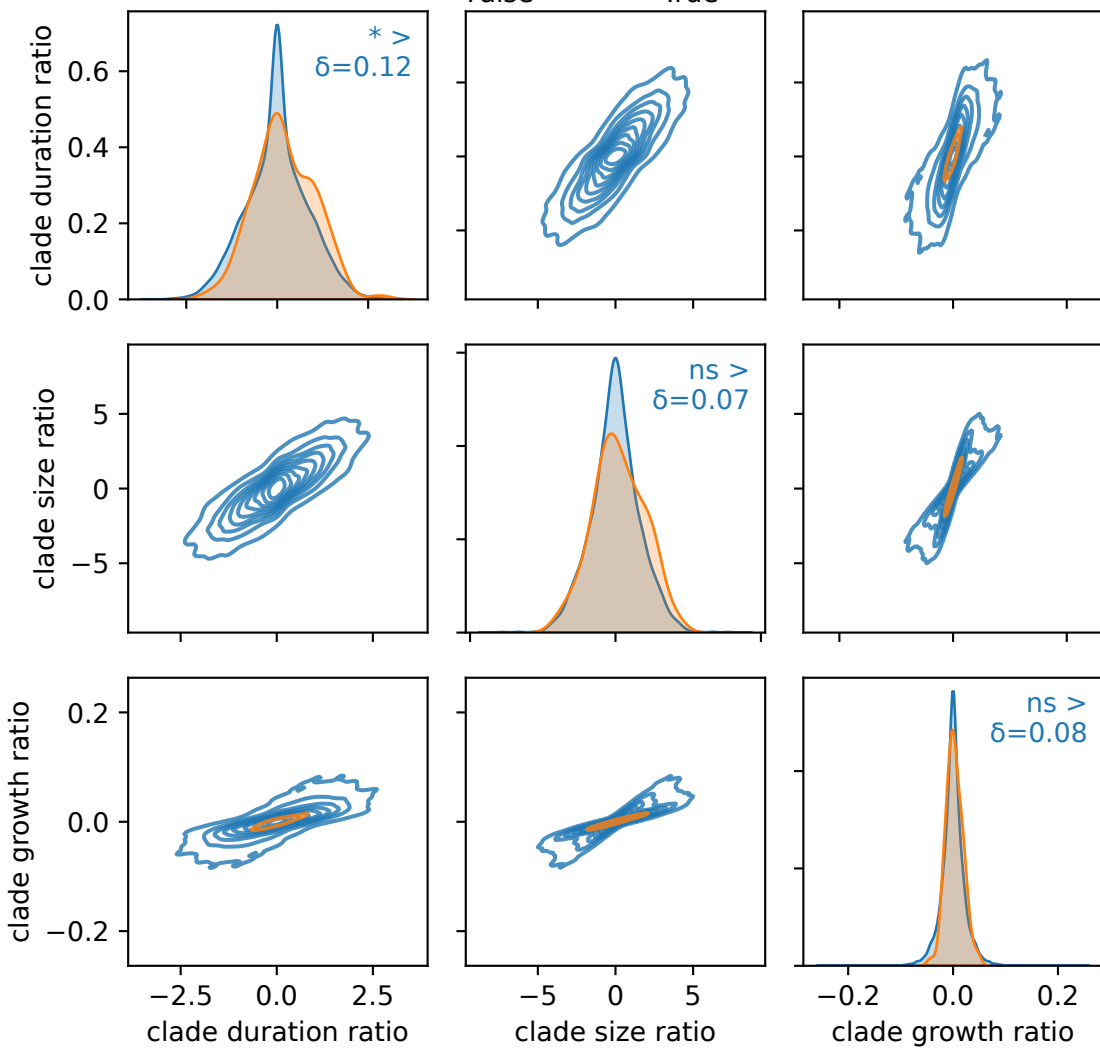 clade duration ratio
0.6
0.4
0.2
0.0
* >
δ=0.12
clade size ratio
5
0
−5
ns >
δ=0.07
clade growth ratio
0.2
0.0
−0.2
ns >
δ=0.08
−2.5 0.0 2.5
−5 0 5
−0.2 0.0 0.2
clade duration ratio
clade size ratio
clade growth ratio